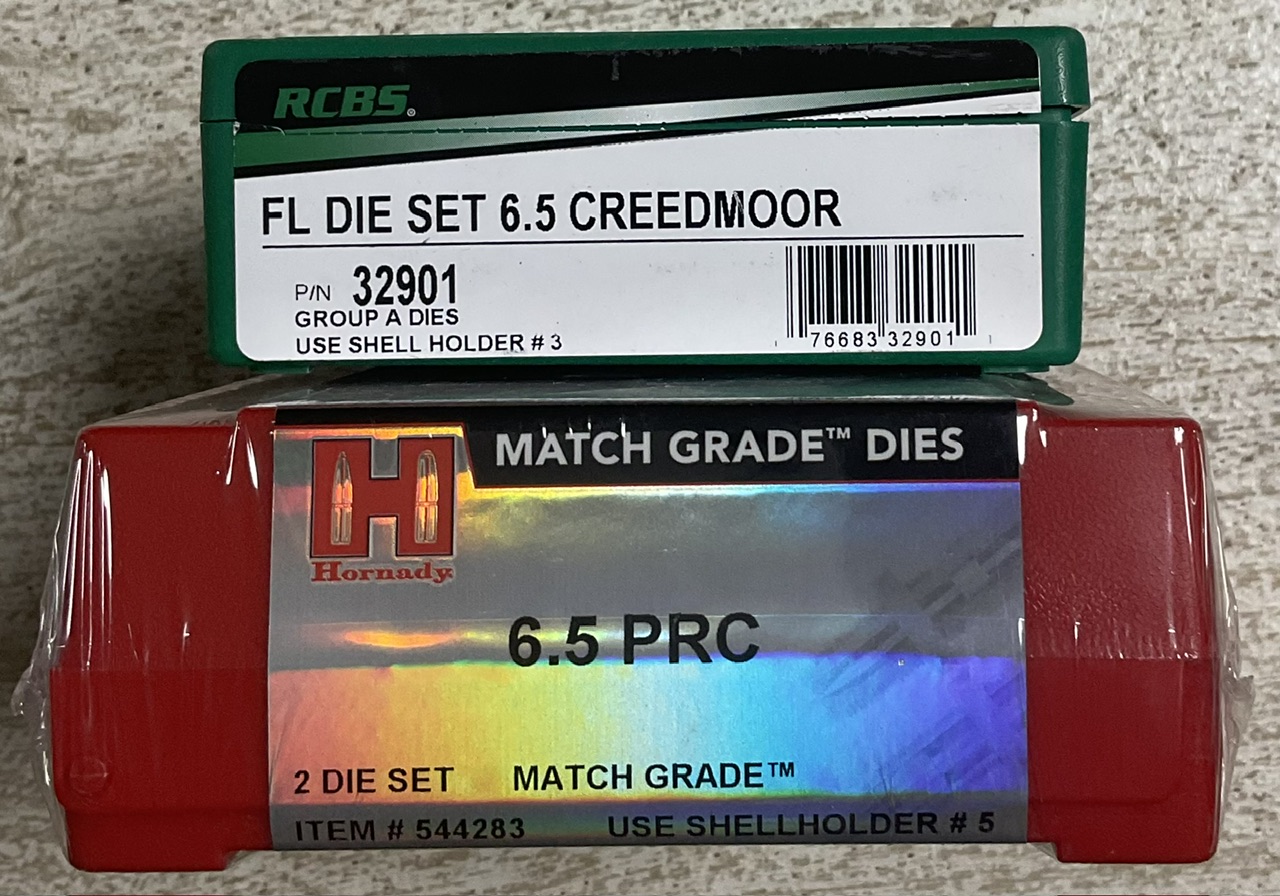 RCBS®
FL DIE SET 6.5 CREEDMOOR
P/N 32901
GROUP A DIES
USE SHELL HOLDER # 3
76683 32901
H MATCH GRADE™ DIES
Hornady
6.5 PRC
2 DIE SET MATCH GRADE™
ITEM # 544283 USE SHELLHOLDER # 5